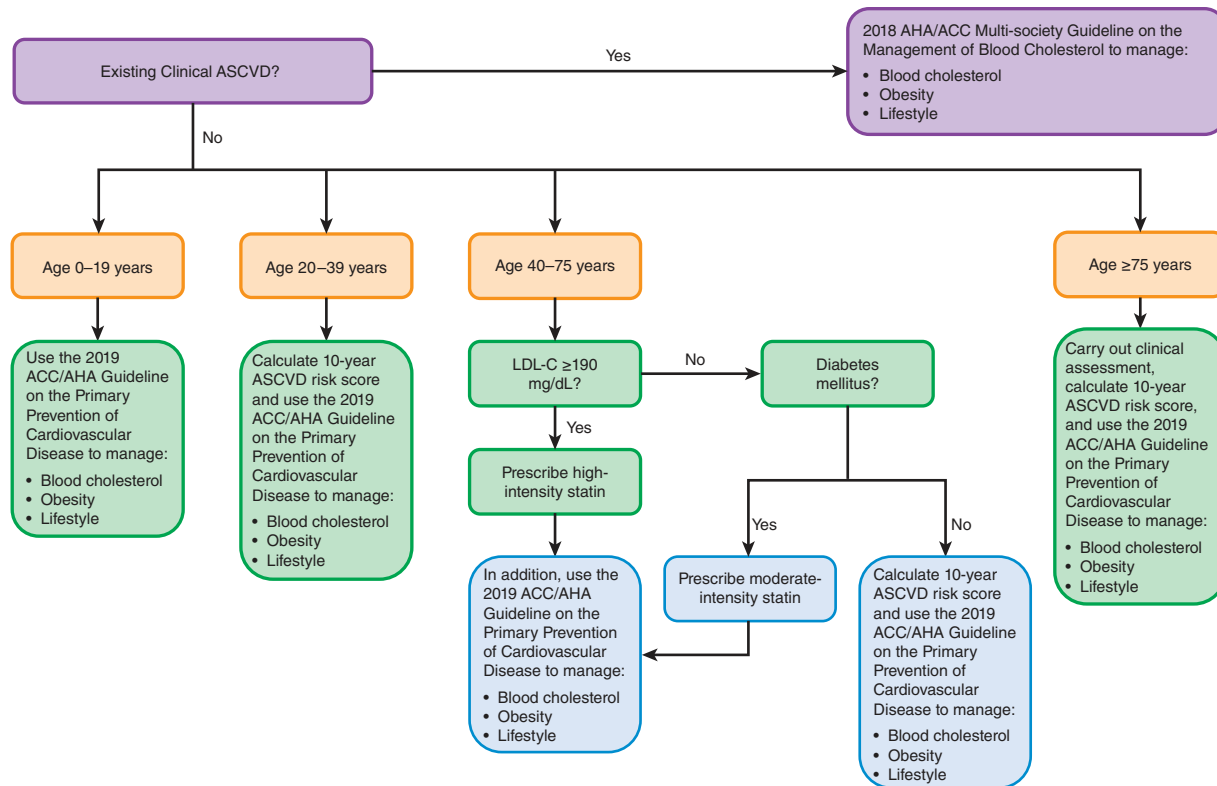 Existing Clinical ASCVD?
Yes
2018 AHA/ACC Multi-society Guideline on the
Management of Blood Cholesterol to manage:
• Blood cholesterol
• Obesity
• Lifestyle
No
Age 0–19 years
Age 20–39 years
Age 40–75 years
Age ≥75 years
Use the 2019
ACC/AHA Guideline
on the Primary
Prevention of
Cardiovascular
Disease to manage:
• Blood cholesterol
• Obesity
• Lifestyle
Calculate 10-year
ASCVD risk score
and use the 2019
ACC/AHA Guideline
on the Primary
Prevention of
Cardiovascular
Disease to manage:
• Blood cholesterol
• Obesity
• Lifestyle
LDL-C ≥190
mg/dL?
No
Diabetes
mellitus?
Yes
Prescribe high-
intensity statin
Yes
No
In addition, use the
2019 ACC/AHA
Guideline on the
Primary Prevention
of Cardiovascular
Disease to manage:
• Blood cholesterol
• Obesity
• Lifestyle
Prescribe moderate-
intensity statin
Calculate 10-year
ASCVD risk score
and use the 2019
ACC/AHA Guideline
on the Primary
Prevention of
Cardiovascular
Disease to manage:
• Blood cholesterol
• Obesity
• Lifestyle
Carry out clinical
assessment,
calculate 10-year
ASCVD risk score,
and use the 2019
ACC/AHA Guideline
on the Primary
Prevention of
Cardiovascular
Disease to manage:
• Blood cholesterol
• Obesity
• Lifestyle